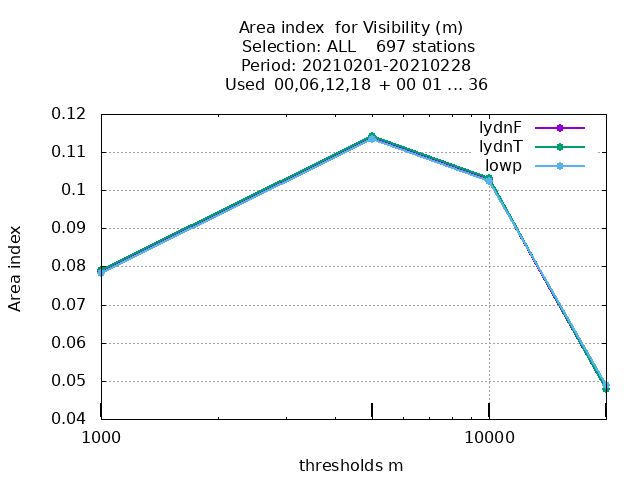 Area index  for Visibility (m)
Selection: ALL    697 stations
Period: 20210201-20210228
Used  00,06,12,18  + 00 01 ... 36
lydnF
lydnT
lowp
0.12
0.11
0.1
0.09
0.08
0.07
0.06
0.05
0.04
Area index
1000
10000
thresholds m